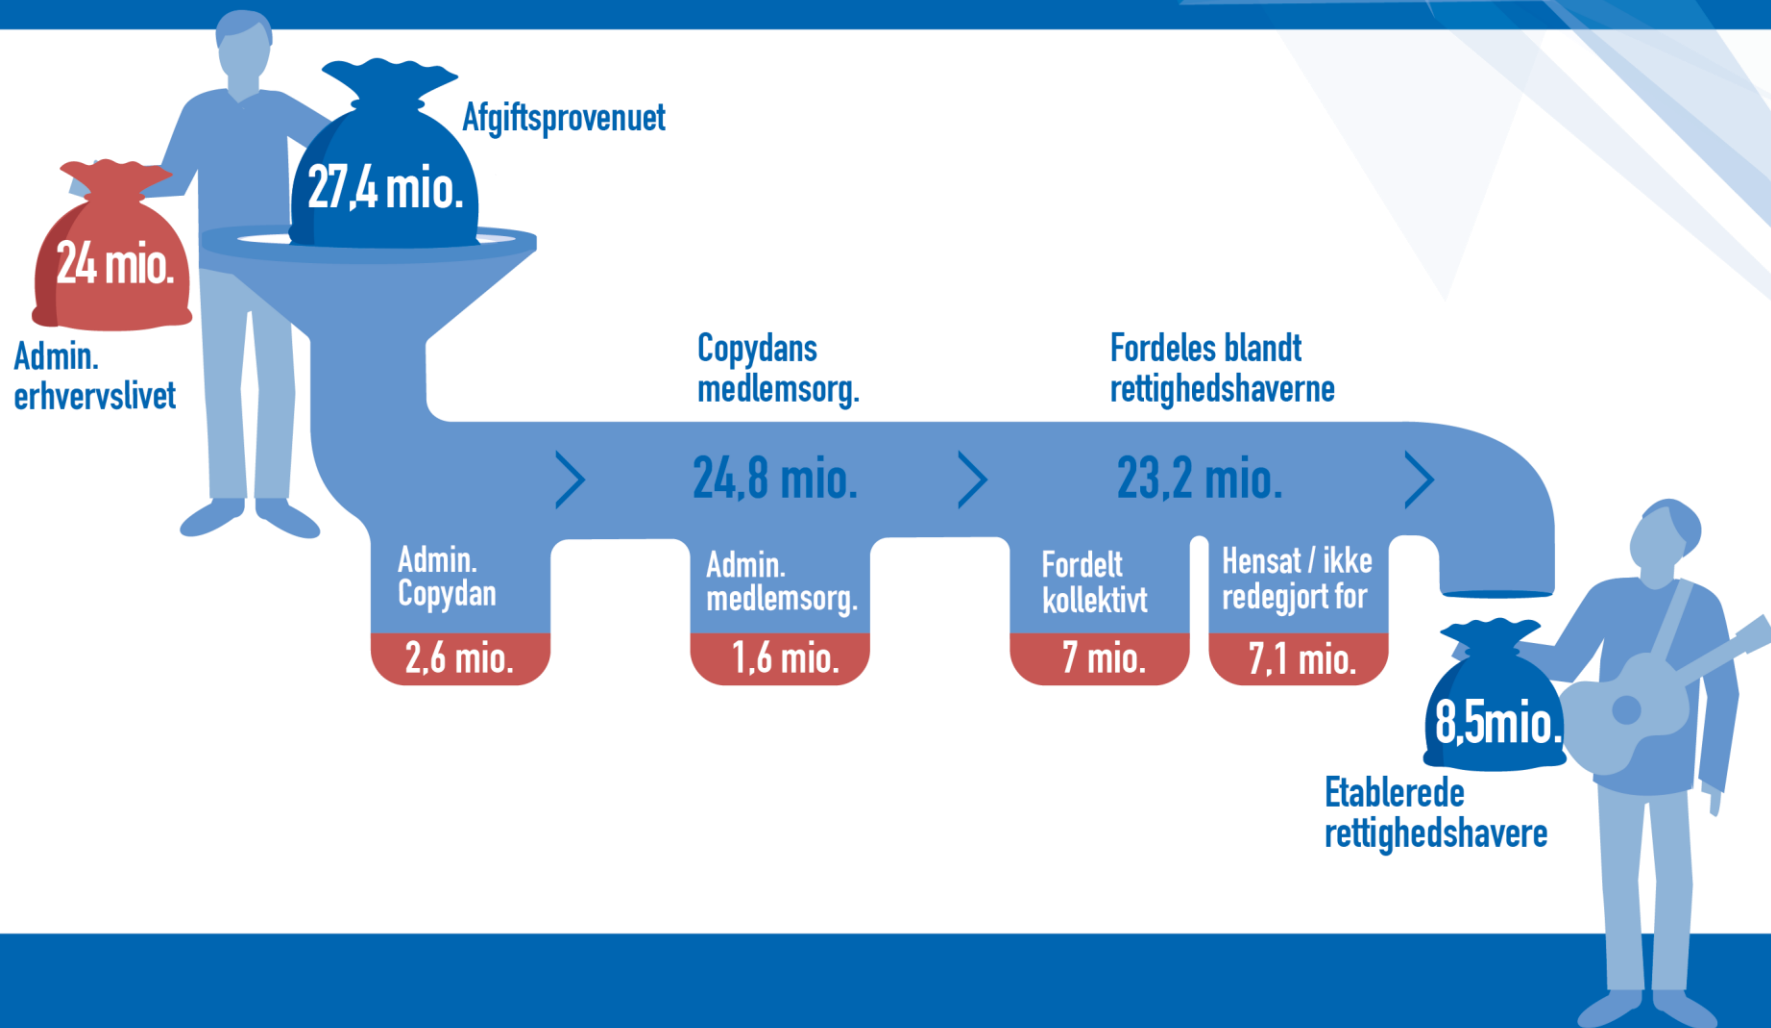 Afgiftsprovenuet
27,4 mio.
24 mio.
Admin.
erhvervslivet
Copydans
medlemsorg.
24,8 mio.
Fordeles blandt
rettighedshaverne
23,2 mio.
Admin.
Copydan
2,6 mio.
Admin.
medlemsorg.
1,6 mio.
Fordelt
kollektivt
7 mio.
Hensat / ikke
redegjort for
7,1 mio.
8,5mio.
Etablerede
rettighedshavere